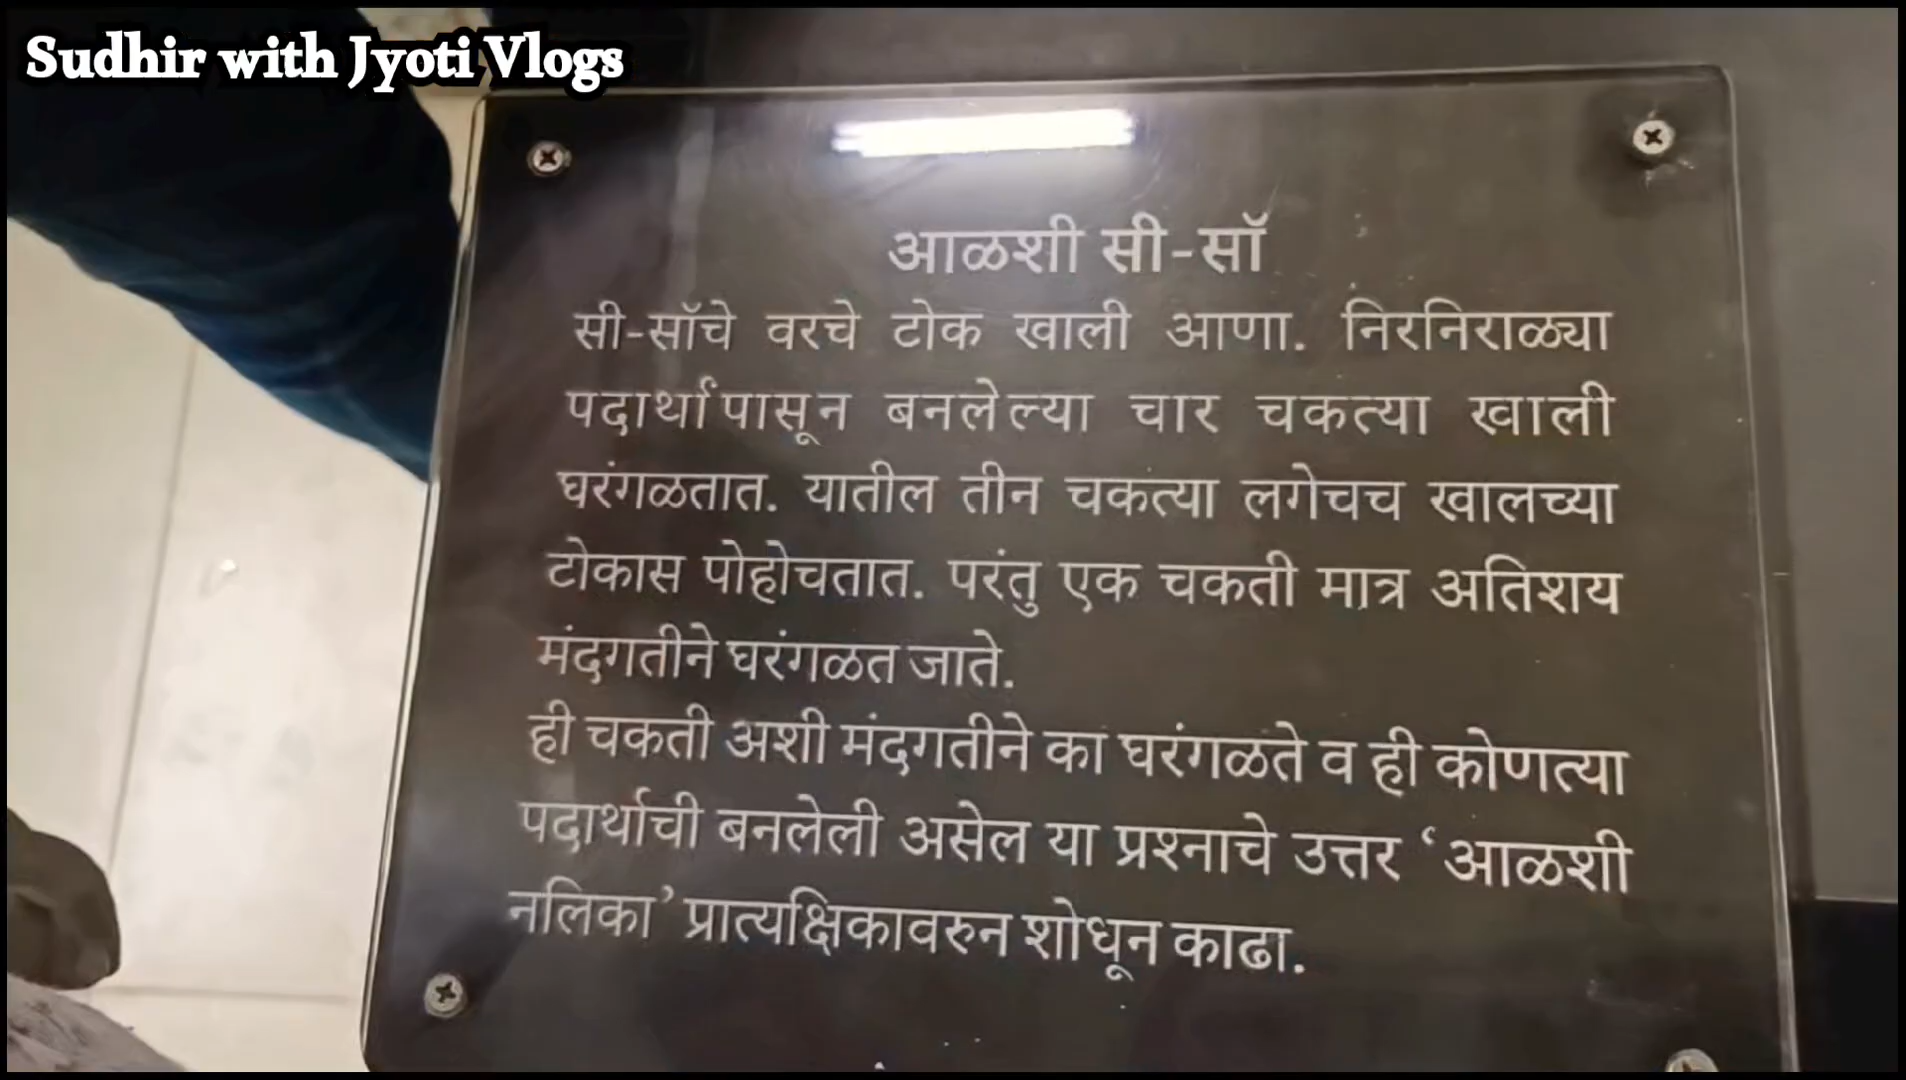 Sudhir with Jyoti Vlogs
आळशी सी-सॉ
सी-सॉचे वरचे टोक खाली आणा. निरनिराळ्या
पदार्थांपासून बनलेल्या चार चकत्या खाली
घरंगळतात. यातील तीन चकत्या लगेचच खालच्या
टोकास पोहोचतात. परंतु एक चकती मात्र अतिशय
मंदगतीने घरंगळत जाते.
ही चकती अशी मंदगतीने का घरंगळते व ही कोणत्या
पदार्थाची बनलेली असेल या प्रश्नाचे उत्तर ‘आळशी
नलिका’ प्रात्यक्षिकावरुन शोधून काढा.